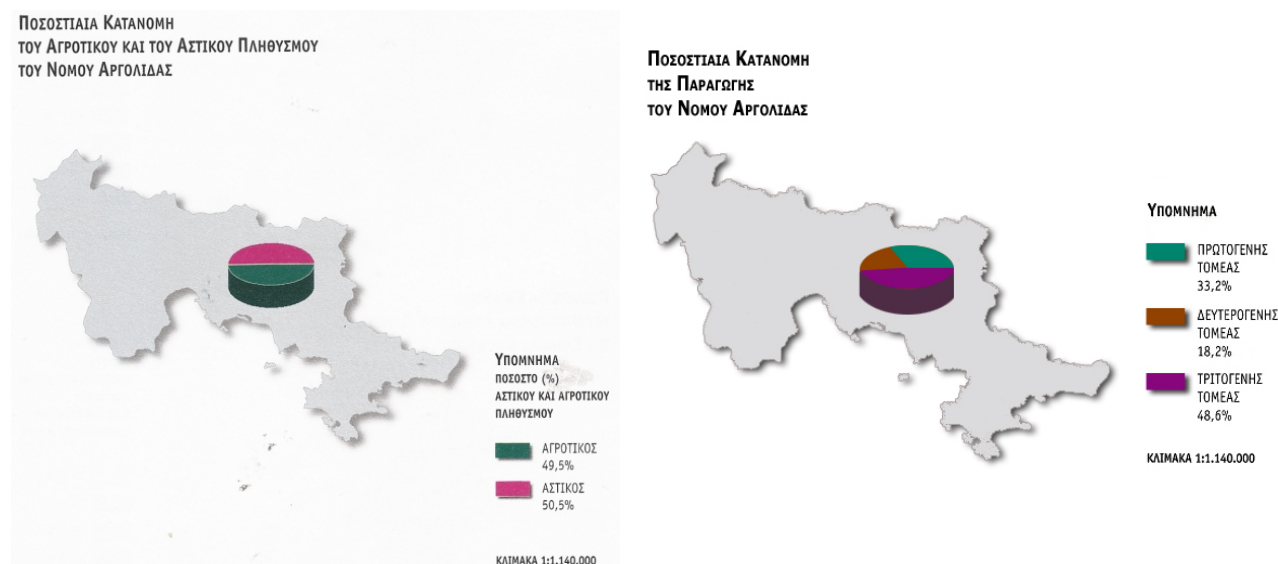 ΠΟΣΟΣΤΙΑΙΑ ΚΑΤΑΝΟΜΗ
ΤΟΥ ΑΓΡΟΤΙΚΟΥ ΚΑΙ ΤΟΥ ΑΣΤΙΚΟΥ ΠΛΗΘΥΣΜΟΥ
ΤΟΥ ΝΟΜΟΥ ΑΡΓΟΛΙΔΑΣ
ΥΠΟΜΝΗΜΑ
ΠΟΣΟΣΤΟ (%)
ΑΣΤΙΚΟΥ ΚΑΙ ΑΓΡΟΤΙΚΟΥ
ΠΛΗΘΥΣΜΟΥ
ΑΓΡΟΤΙΚΟΣ
49,5%
ΑΣΤΙΚΟΣ
50,5%
ΚΛΙΜΑΚΑ 1:1.140.000
ΠΟΣΟΣΤΙΑΙΑ ΚΑΤΑΝΟΜΗ
ΤΗΣ ΠΑΡΑΓΩΓΗΣ
ΤΟΥ ΝΟΜΟΥ ΑΡΓΟΛΙΔΑΣ
ΥΠΟΜΝΗΜΑ
ΠΡΩΤΟΓΕΝΗΣ
ΤΟΜΕΑΣ
33,2%
ΔΕΥΤΕΡΟΓΕΝΗΣ
ΤΟΜΕΑΣ
18,2%
ΤΡΙΤΟΓΕΝΗΣ
ΤΟΜΕΑΣ
48,6%
ΚΛΙΜΑΚΑ 1:1.140.000